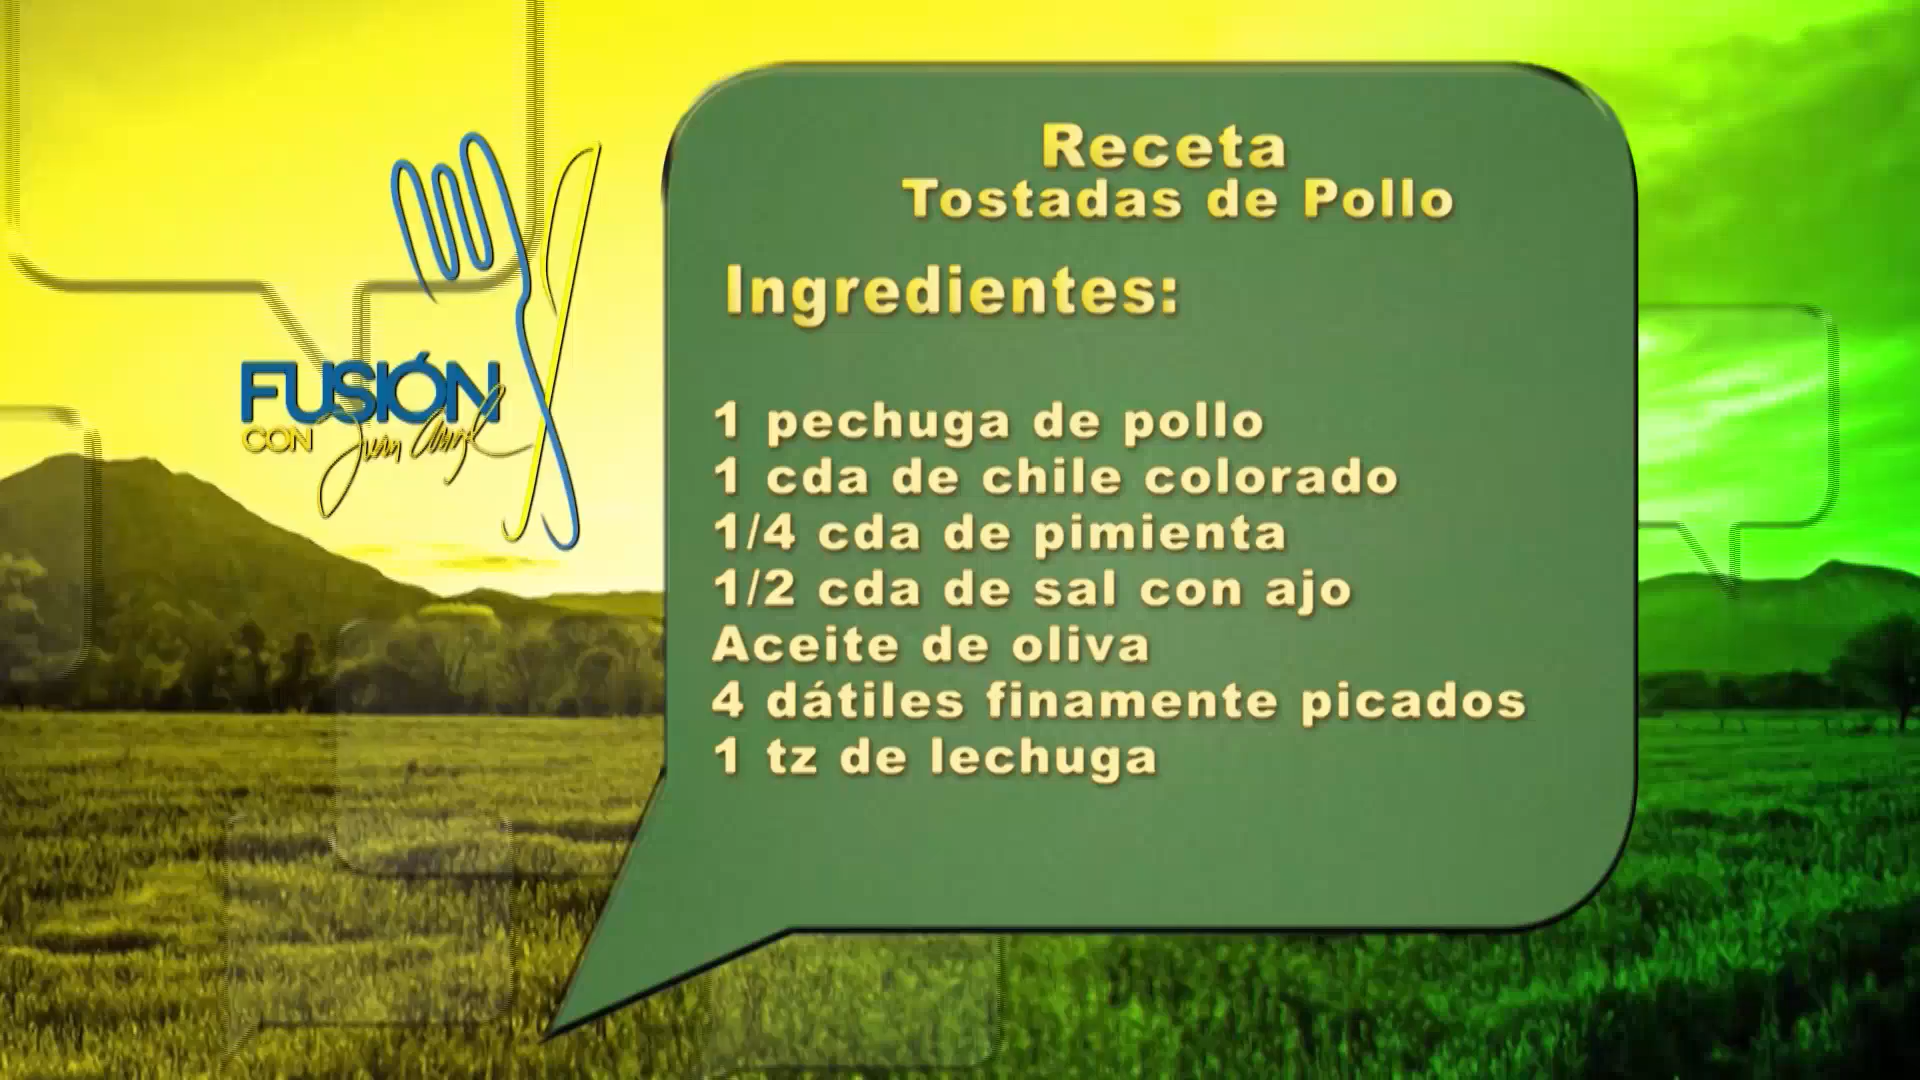 FUSIÓN
CON Juan Angel
Receta
Tostadas de Pollo
Ingredientes:
1 pechuga de pollo
1 cda de chile colorado
1/4 cda de pimienta
1/2 cda de sal con ajo
Aceite de oliva
4 dátiles finamente picados
1 tz de lechuga